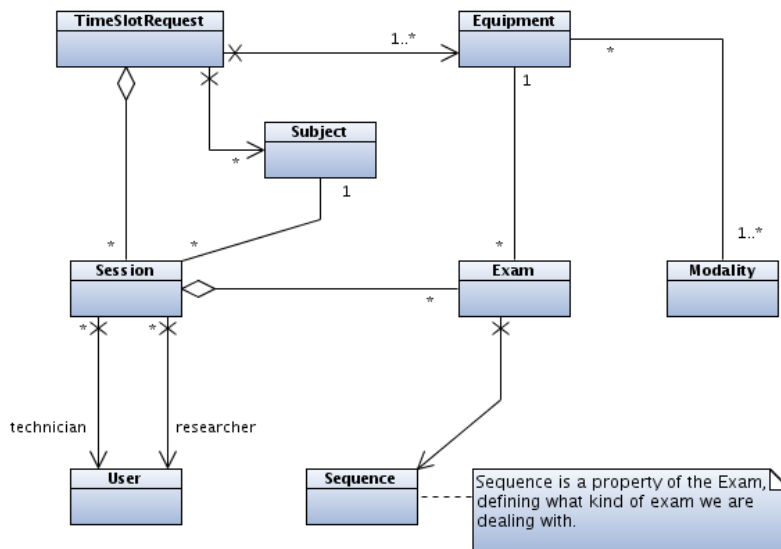 TimeSlotRequest
Equipment
1..*
*
1
Subject
*
1
*
*
*
1..*
Session
Exam
Modality
*
*
*
technician
researcher
User
Sequence
Sequence is a property of the Exam,
defining what kind of exam we are
dealing with.